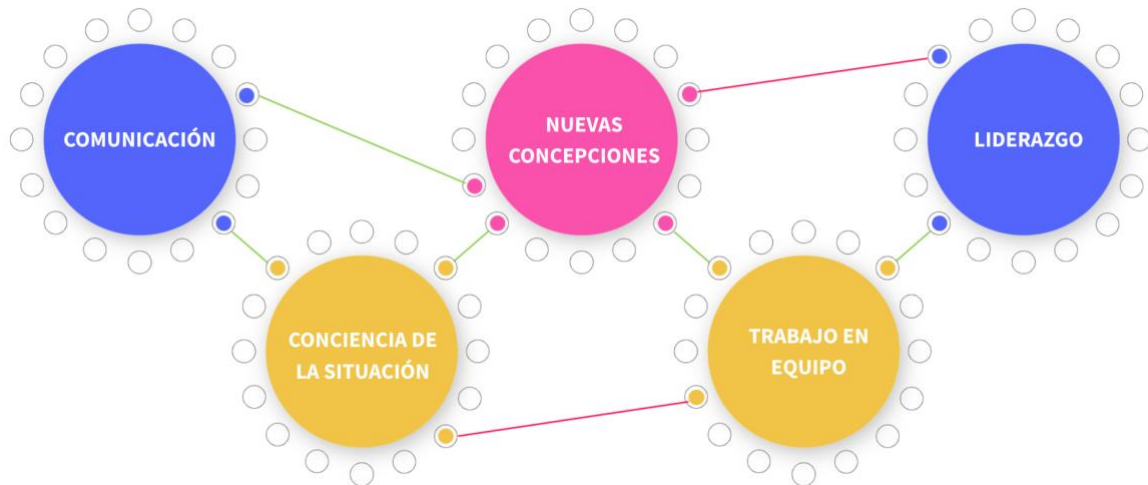 COMUNICACIÓN
NUEVAS
CONCEPCIONES
LIDERAZGO
CONCIENCIA DE
LA SITUACIÓN
TRABAJO EN
EQUIPO